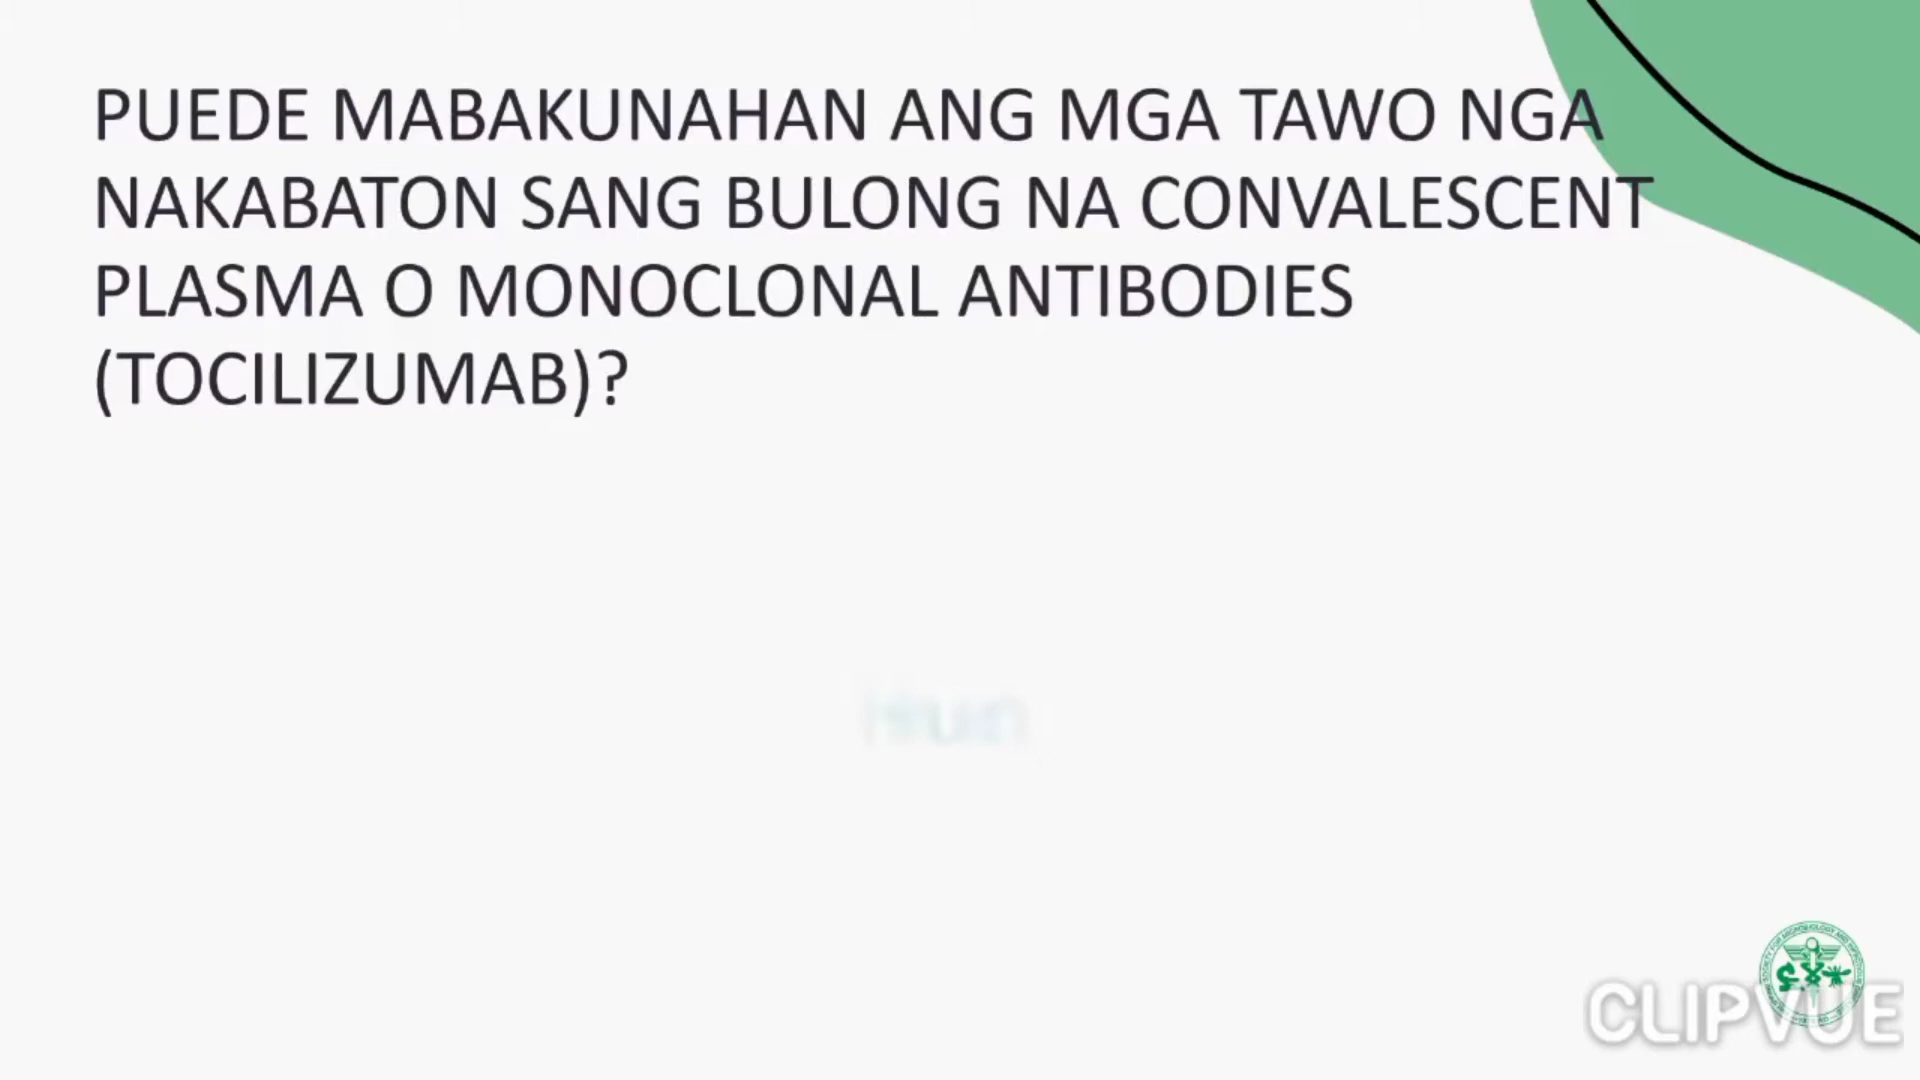 PUEDE MABAKUNAHAN ANG MGA TAWO NGA
NAKABATON SANG BULONG NA CONVALESCENT
PLASMA O MONOCLONAL ANTIBODIES
(TOCILIZUMAB)?
CLIPVUE